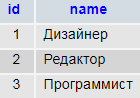 id name
1 Дизайнер
2 Редактор
3 Программист